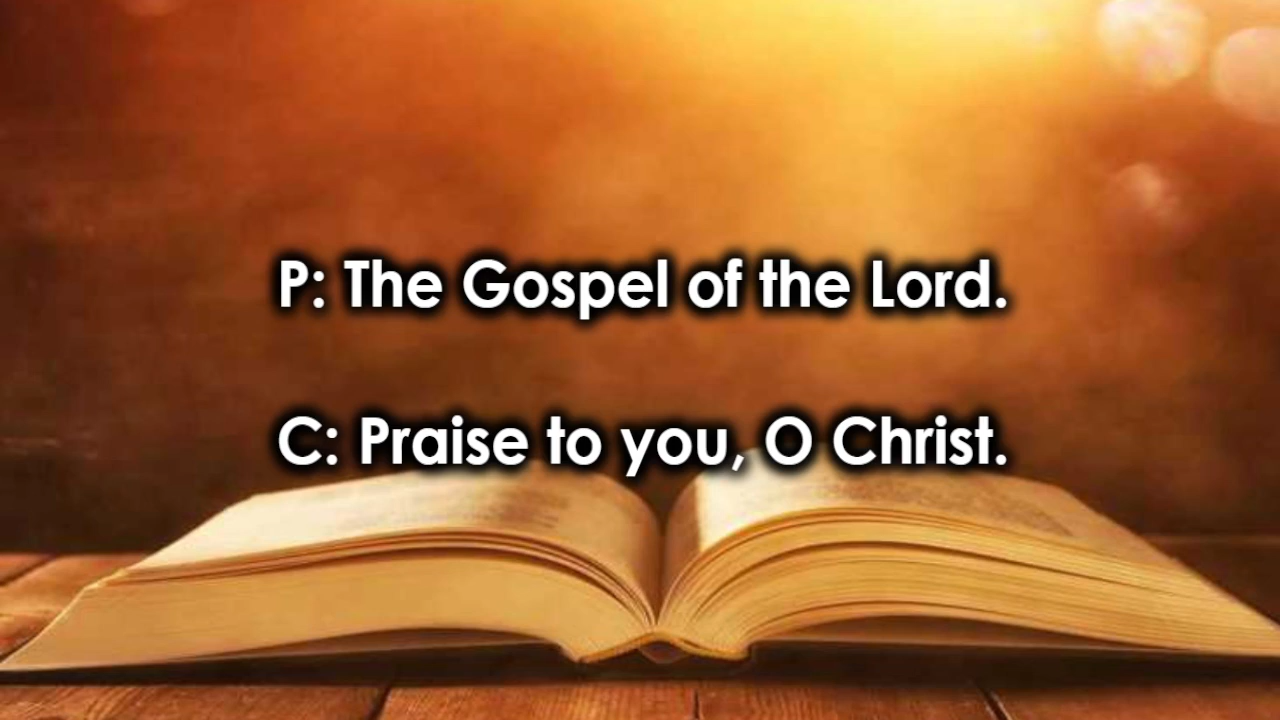 P: The Gospel of the Lord.
C: Praise to you, O Christ.